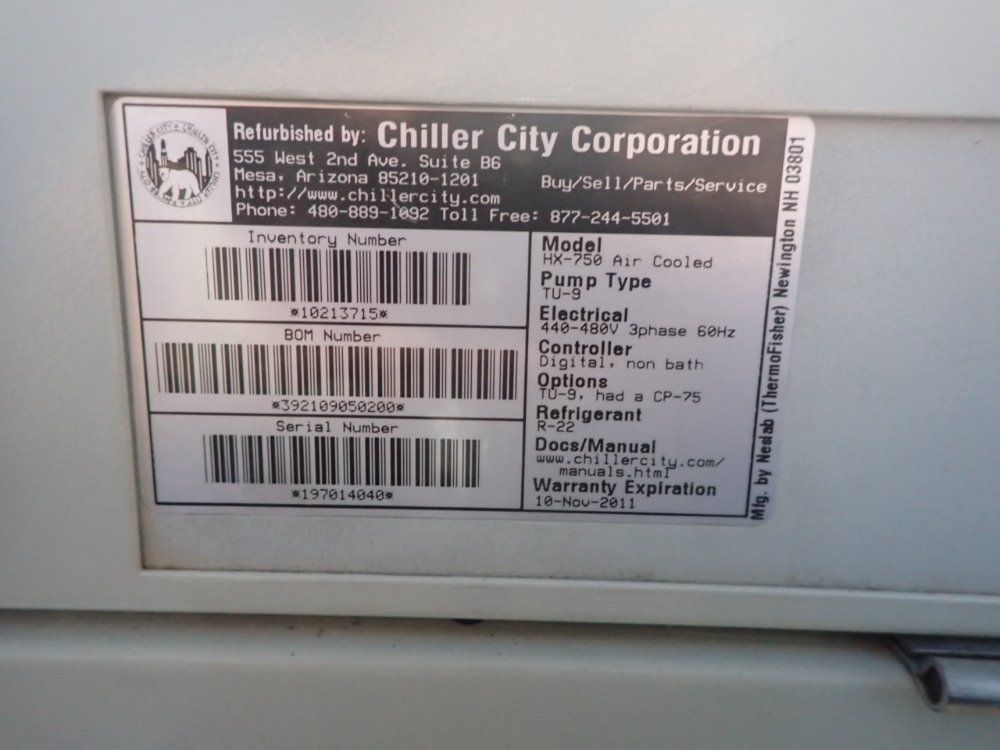 Refurbished by: Chiller City Corporation
555 West 2nd Ave. Suite B6
Mesa, Arizona 85210-1201
Buy/Sell/Parts/Service
http://www.chillercity.com
Phone: 480-889-1092 Toll Free: 877-244-5501
Inventory Number
*10213715*
BOM Number
*392109050200*
Serial Number
*197014040*
Model
HX-750 Air Cooled
Pump Type
TU-9
Electrical
440-480V 3phase 60Hz
Controller
Digital, non bath
Options
TU-9, had a CP-75
Refrigerant
R-22
Docs/Manual
www.chillercity.com/
manuals.html
Warranty Expiration
10-Nov-2011
Mfg. by Neslab (ThermoFisher) Newington NH 03801
CHILLER CITY * CHILLER CITY